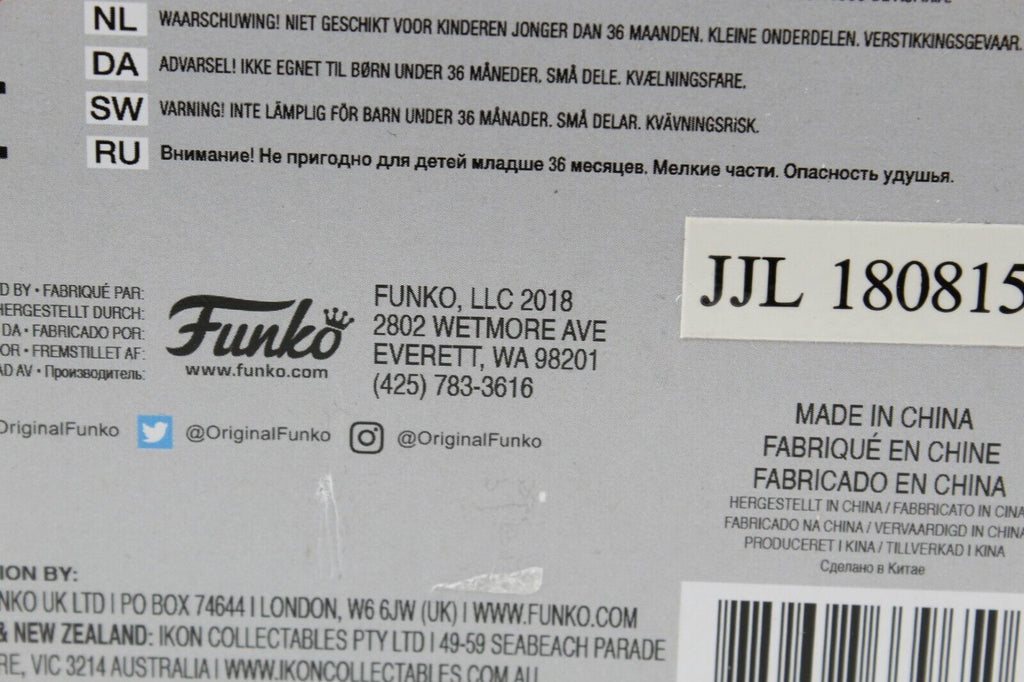 NL WAARSCHUWING! NIET GESCHIKT VOOR KINDEREN JONGER DAN 36 MAANDEN. KLEINE ONDERDELEN. VERSTIKKINGSGEVAAR.
DA ADVARSEL! IKKE EGNET TIL BØRN UNDER 36 MÅNEDER. SMÅ DELE. KVÆLNINGSFARE.
SW VARNING! INTE LÄMPLIG FÖR BARN UNDER 36 MÅNADER. SMÅ DELAR. KVÄVNINGSRiSK.
RU Внимание! Не пригодно для детей младше 36 месяцев. Мелкие части. Опасность удушья.
JJL 180815
D BY • FABRIQUÉ PAR:
HERGESTELLT DURCH:
DA • FABRICADO POR:
OR • FREMSTILLET AF:
AD AV • Производитель:
Funko
www.funko.com
FUNKO, LLC 2018
2802 WETMORE AVE
EVERETT, WA 98201
(425) 783-3616
OriginalFunko @OriginalFunko @OriginalFunko
MADE IN CHINA
FABRIQUÉ EN CHINE
FABRICADO EN CHINA
HERGESTELLT IN CHINA / FABBRICATO IN CINA
FABRICADO NA CHINA / VERVAARDIGD IN CHINA
PRODUCERET I KINA / TILLVERKAD I KINA
Сделано в Китае
ION BY:
NKO UK LTD | PO BOX 74644 | LONDON, W6 6JW (UK) | WWW.FUNKO.COM
& NEW ZEALAND: IKON COLLECTABLES PTY LTD | 49-59 SEABEACH PARADE
RE, VIC 3214 AUSTRALIA | WWW.IKONCOLLECTABLES.COM.AU